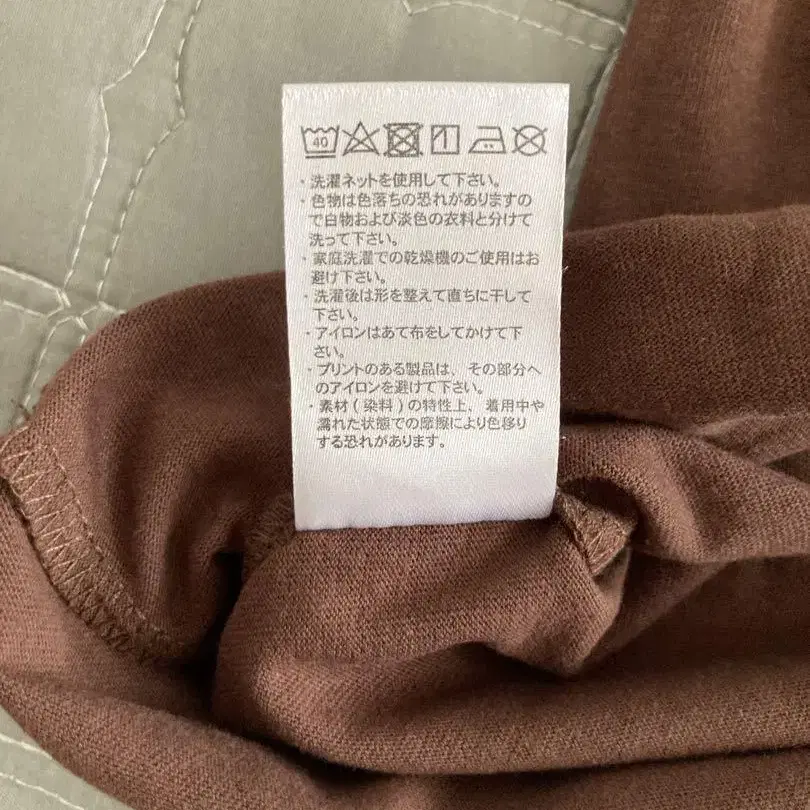 40
・洗濯ネットを使用して下さい。
・色物は色落ちの恐れがありますの
で白物および淡色の衣料と分けて
洗って下さい。
・家庭洗濯での乾燥機のご使用はお
避け下さい。
・洗濯後は形を整えて直ちに干して
下さい。
・アイロンはあて布をしてかけて下
さい。
・プリントのある製品は、その部分へ
のアイロンを避けて下さい。
・素材(染料)の特性上、着用中や
濡れた状態での摩擦により色移り
する恐れがあります。